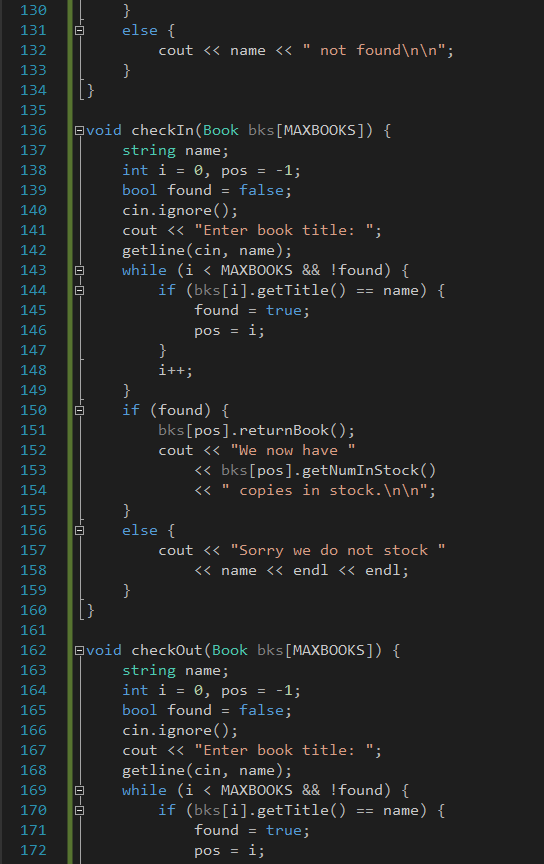 130 }
131 else {
132 cout << name << " not found\n\n";
133 }
134 }
135
136 void checkIn(Book bks[MAXBOOKS]) {
137 string name;
138 int i = 0, pos = -1;
139 bool found = false;
140 cin.ignore();
141 cout << "Enter book title: ";
142 getline(cin, name);
143 while (i < MAXBOOKS && !found) {
144 if (bks[i].getTitle() == name) {
145 found = true;
146 pos = i;
147 }
148 i++;
149 }
150 if (found) {
151 bks[pos].returnBook();
152 cout << "We now have "
153 << bks[pos].getNumInStock()
154 << " copies in stock.\n\n";
155 }
156 else {
157 cout << "Sorry we do not stock "
158 << name << endl << endl;
159 }
160 }
161
162 void checkOut(Book bks[MAXBOOKS]) {
163 string name;
164 int i = 0, pos = -1;
165 bool found = false;
166 cin.ignore();
167 cout << "Enter book title: ";
168 getline(cin, name);
169 while (i < MAXBOOKS && !found) {
170 if (bks[i].getTitle() == name) {
171 found = true;
172 pos = i;